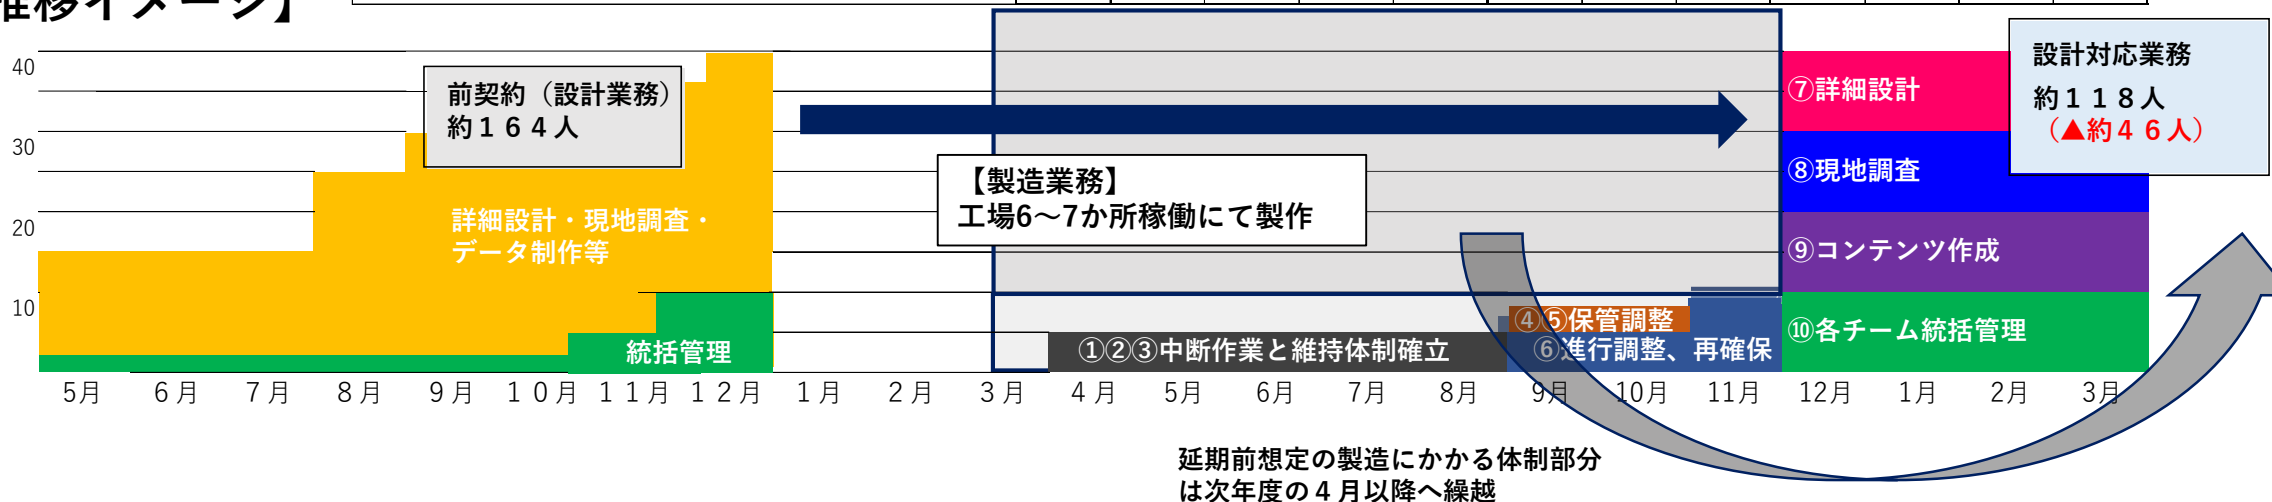 推移イメージ】
40
30
20
10
前契約（設計業務）
約１６４人
詳細設計・現地調査・
データ制作等
統括管理
【製造業務】
工場6～7か所稼働にて製作
①②③中断作業と維持体制確立
④⑤保管調整
⑥進行調整、再確保
⑦詳細設計
⑧現地調査
⑨コンテンツ作成
⑩各チーム統括管理
設計対応業務
約１１８人
（▲約４６人）
5月 ６月 ７月 ８月 ９月 １０月 １１月 １２月 １月 ２月 ３月 ４月 5月 6月 7月 8月 9月 10月 11月 12月 1月 2月 3月
延期前想定の製造にかかる体制部分
は次年度の４月以降へ繰越